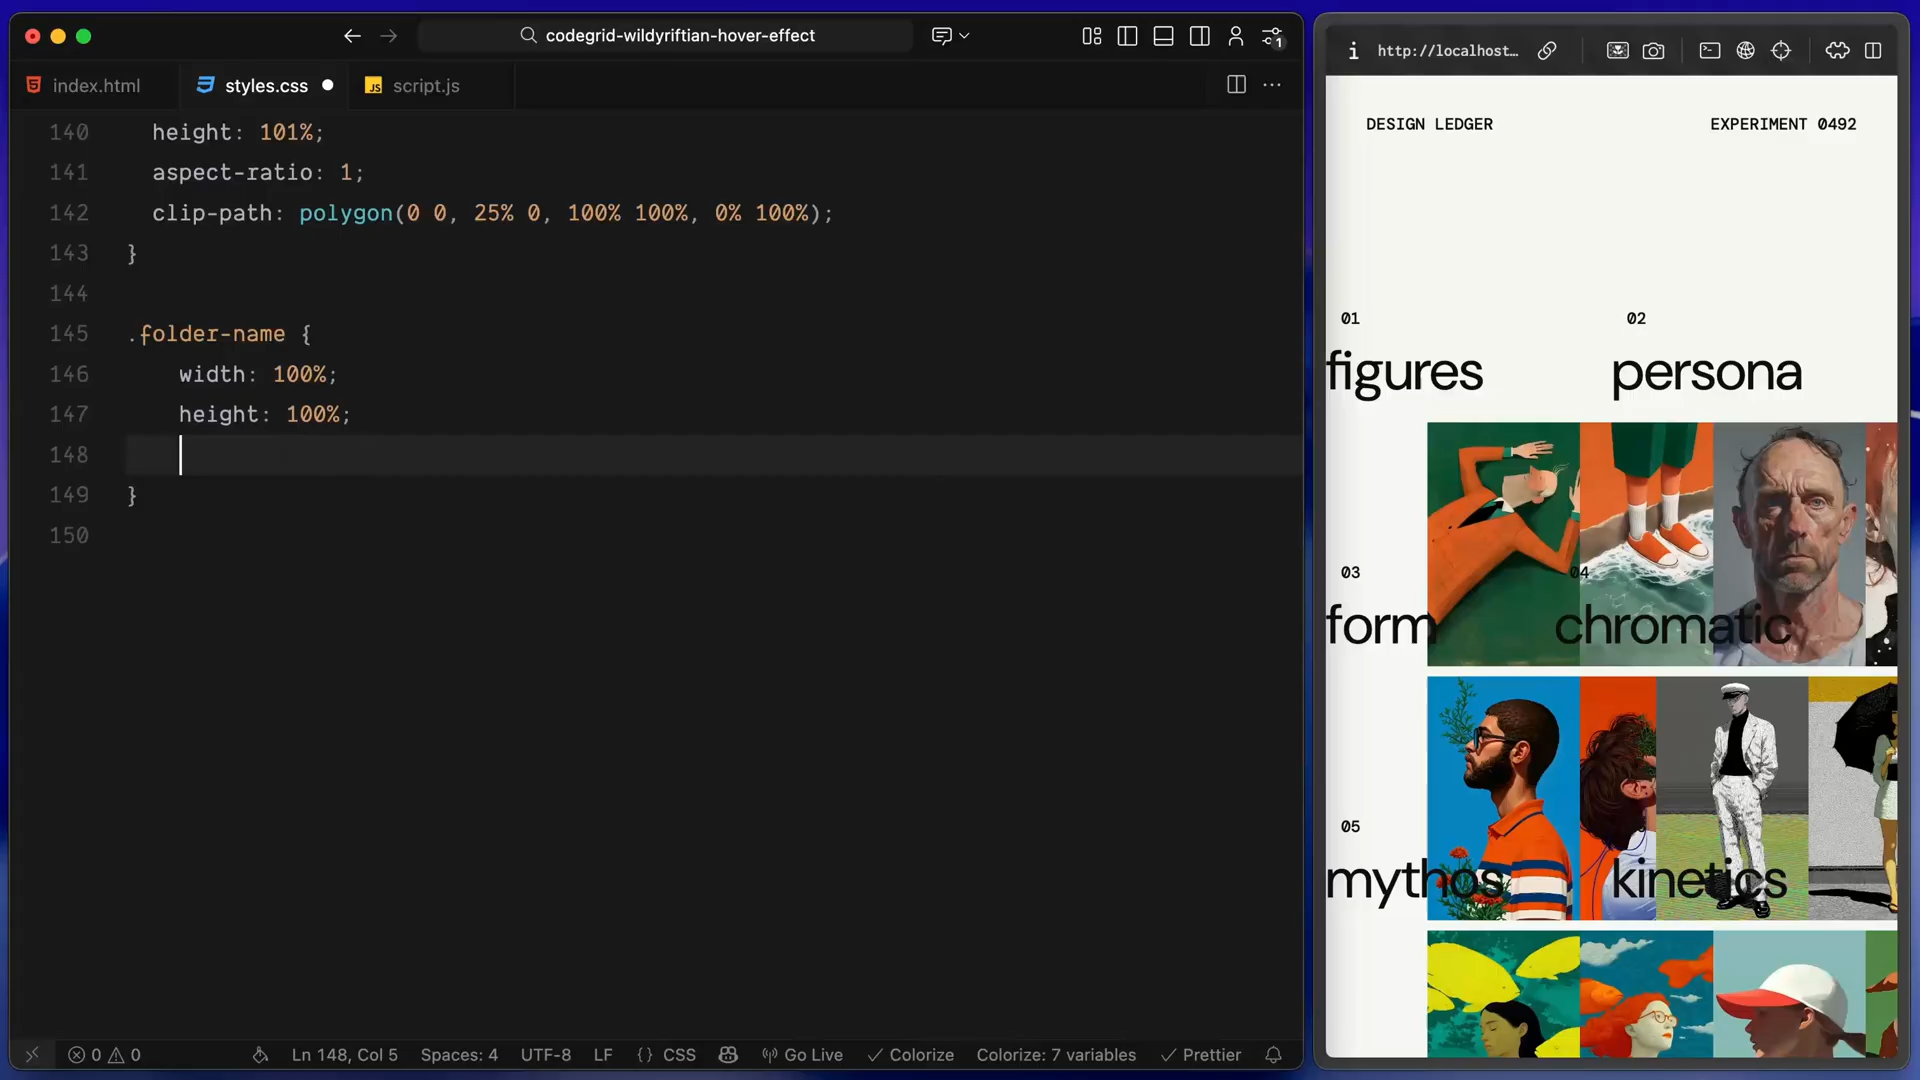 codegrid-wildyriftian-hover-effect
1
index.html
styles.css
JS script.js
140 height: 101%;
141 aspect-ratio: 1;
142 clip-path: polygon(0 0, 25% 0, 100% 100%, 0% 100%);
143 }
144
145 .folder-name {
146 width: 100%;
147 height: 100%;
148
149 }
150
0 0 Ln 148, Col 5 Spaces: 4 UTF-8 LF {} CSS Go Live Colorize Colorize: 7 variables Prettier
http://localhost…
DESIGN LEDGER EXPERIMENT 0492
01 02
figures persona
03 04
form chromatic
05
mythos kinetics